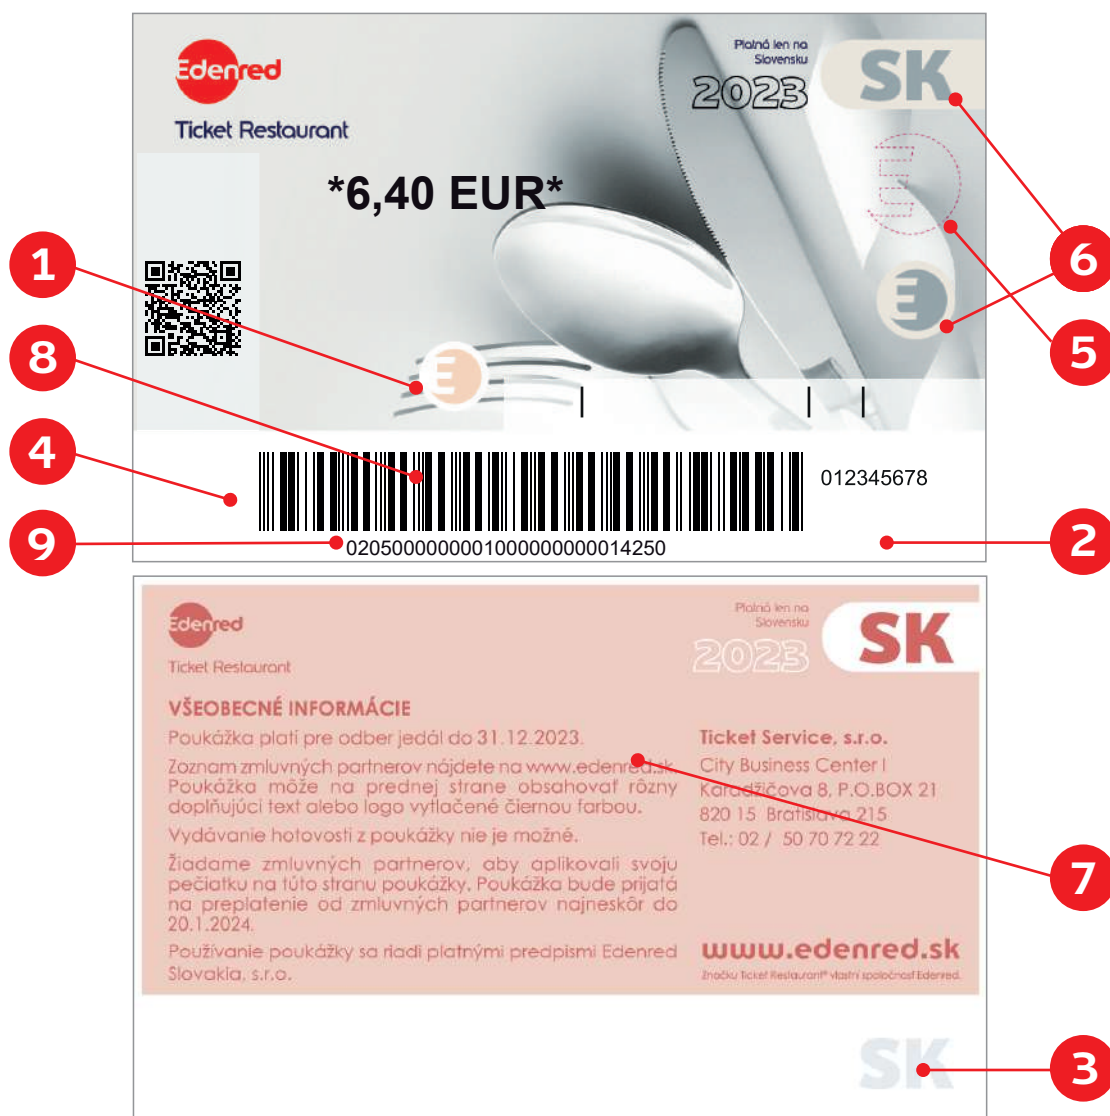 Edenred
Ticket Restaurant
Platná len na
Slovensku
2023
SK
*6,40 EUR*
E
E
E
1
8
4
9
6
5
2
012345678
02050000000010000000000014250
Edenred
Ticket Restaurant
Platná len na
Slovensku
2023
SK
VŠEOBECNÉ INFORMÁCIE
Poukážka platí pre odber jedál do 31.12.2023.
Zoznam zmluvných partnerov nájdete na www.edenred.sk.
Poukážka môže na prednej strane obsahovať rôzny
doplňujúci text alebo logo vytlačené čiernou farbou.
Vydávanie hotovosti z poukážky nie je možné.
Žiadame zmluvných partnerov, aby aplikovali svoju
pečiatku na túto stranu poukážky. Poukážka bude prijatá
na preplatenie od zmluvných partnerov najneskôr do
20.1.2024.
Používanie poukážky sa riadi platnými predpismi Edenred
Slovakia, s.r.o.
Ticket Service, s.r.o.
City Business Center I
Karadžičova 8, P.O.BOX 21
820 15 Bratislava 215
Tel.: 02 / 50 70 72 22
7
www.edenred.sk
Značku Ticket Restaurant® vlastní spoločnosť Edenred.
SK
3